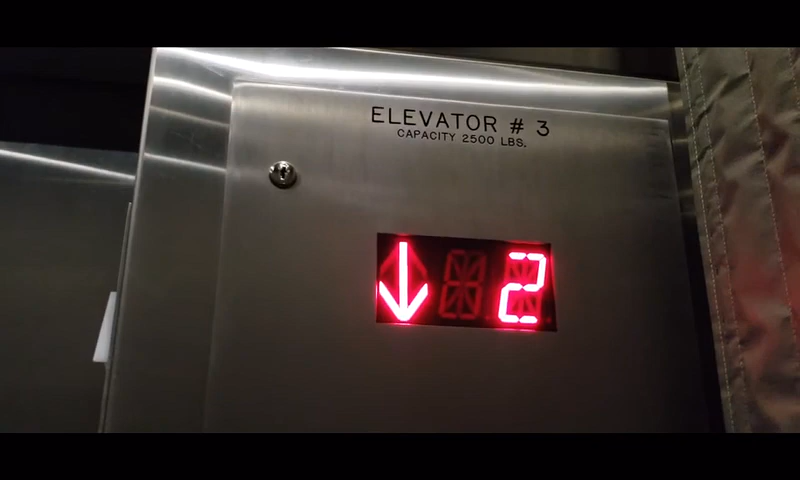 ELEVATOR # 3
CAPACITY 2500 LBS.
↓ 2